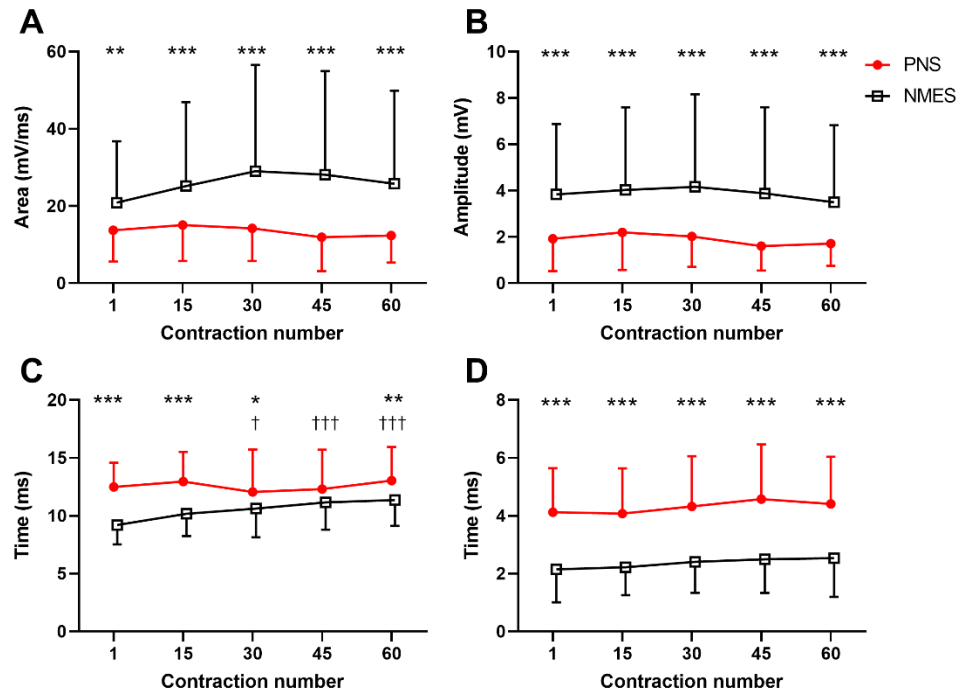 A
** *** *** *** ***
60
40
20
0
Area (mV/ms)
1 15 30 45 60
Contraction number
B
*** *** *** *** ***
10
8
6
4
2
0
Amplitude (mV)
1 15 30 45 60
Contraction number
PNS
NMES
C
*** *** * **
† ††† †††
20
15
10
5
0
Time (ms)
1 15 30 45 60
Contraction number
D
*** *** *** *** ***
8
6
4
2
0
Time (ms)
1 15 30 45 60
Contraction number